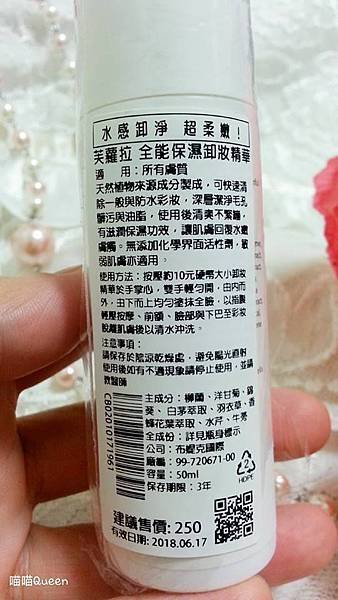 水感卸淨 超柔嫩！
芙蘿拉 全能保濕卸妝精華
適　用：所有膚質
天然植物來源成分製成，可快速清
除一般與防水彩妝，深層潔淨毛孔
髒污與油脂，使用後清爽不緊繃，
有滋潤保濕功效，讓肌膚回復水嫩
膚觸。無添加化學界面活性劑，敏
弱肌膚亦適用。
使用方法：按壓約10元硬幣大小卸妝
精華於手掌心，雙手輕勻開，由內而
外，由下而上均勻塗抹全臉，以指腹
輕壓按摩、前額、臉部與下巴至彩妝
脫離肌膚後以清水沖洗。
注意事項：
請保存於陰涼乾燥處，避免陽光直射
使用後如有不適現象請停止使用，並請
教醫師
主成分：柳蘭、洋甘菊、錦
葵、白茅萃取、羽衣草、香
蜂花葉萃取、水芹、牛蒡
全成份：詳見瓶身標示
公司：布媞克國際
廠編：99-720671-00
容量：50ml
保存期限：3年
CB02010171961
2
HDPE
建議售價：250
有效日期：2018.06.17
喵喵Queen